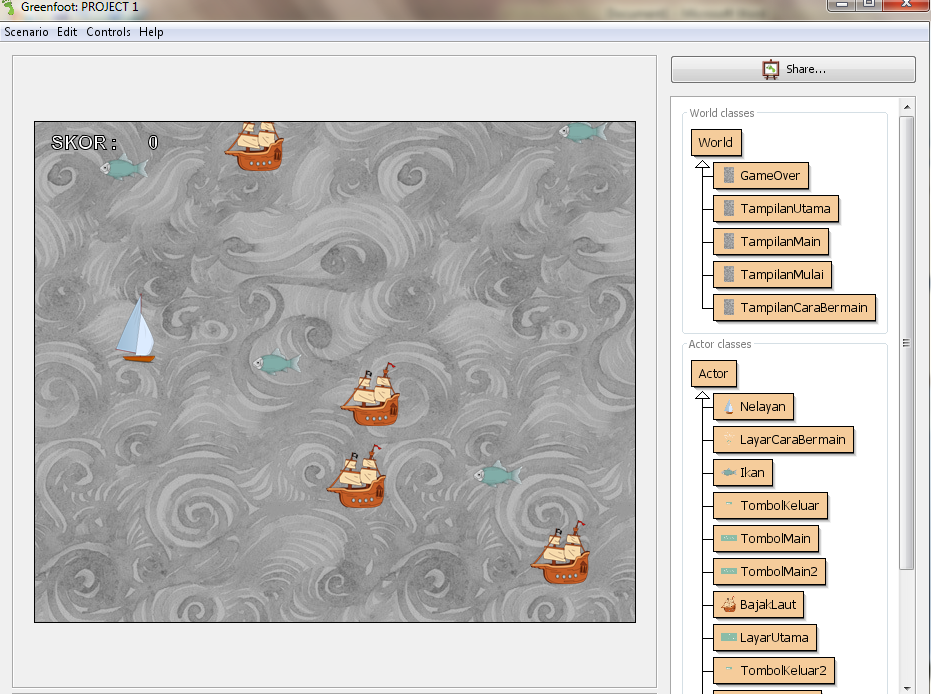 Greenfoot: PROJECT 1
Scenario Edit Controls Help
Share...
SKOR: 0
World classes
World
GameOver
TampilanUtama
TampilanMain
TampilanMulai
TampilanCaraBermain
Actor classes
Actor
Nelayan
LayarCaraBermain
Ikan
TombolKeluar
TombolMain
TombolMain2
BajakLaut
LayarUtama
TombolKeluar2